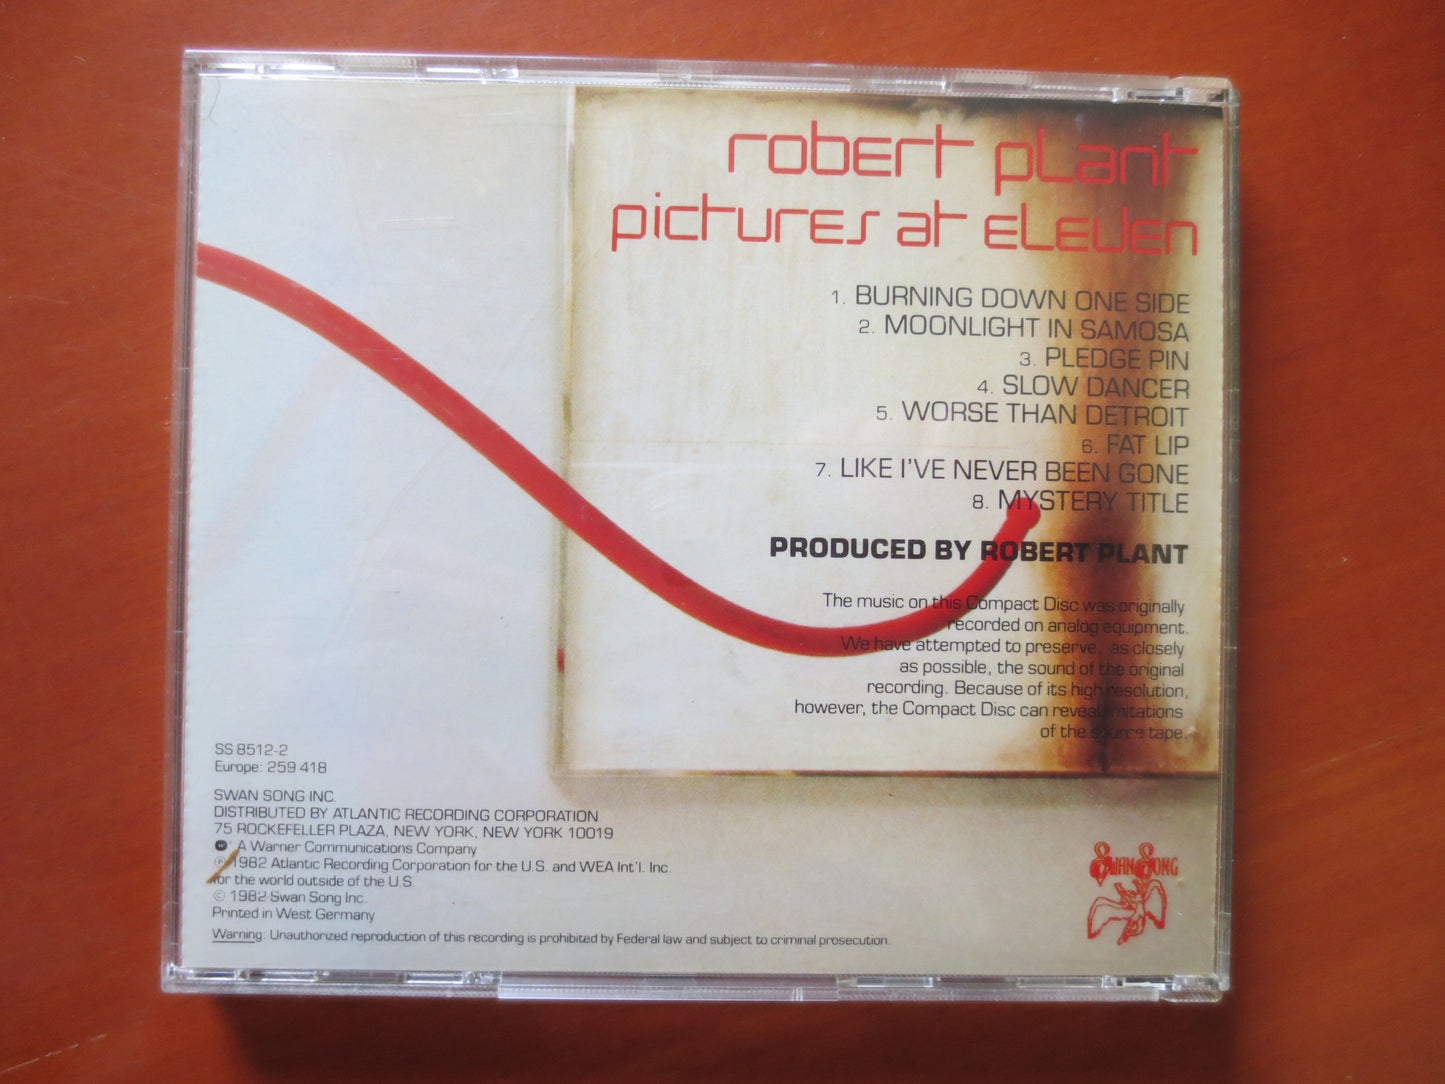 robert plant
pictures at eleven
1. BURNING DOWN ONE SIDE
2. MOONLIGHT IN SAMOSA
3. PLEDGE PIN
4. SLOW DANCER
5. WORSE THAN DETROIT
6. FAT LIP
7. LIKE I'VE NEVER BEEN GONE
8. MYSTERY TITLE
PRODUCED BY ROBERT PLANT
The music on this Compact Disc was originally
recorded on analog equipment.
We have attempted to preserve, as closely
as possible, the sound of the original
recording. Because of its high resolution,
however, the Compact Disc can reveal limitations
of the source tape.
SS 8512-2
Europe: 259 418
SWAN SONG INC.
DISTRIBUTED BY ATLANTIC RECORDING CORPORATION
75 ROCKEFELLER PLAZA, NEW YORK, NEW YORK 10019
A Warner Communications Company
℗ 1982 Atlantic Recording Corporation for the U.S. and WEA Int'l. Inc.
for the world outside of the U.S.
© 1982 Swan Song Inc.
Printed in West Germany
Warning: Unauthorized reproduction of this recording is prohibited by Federal law and subject to criminal prosecution.
SWAN SONG